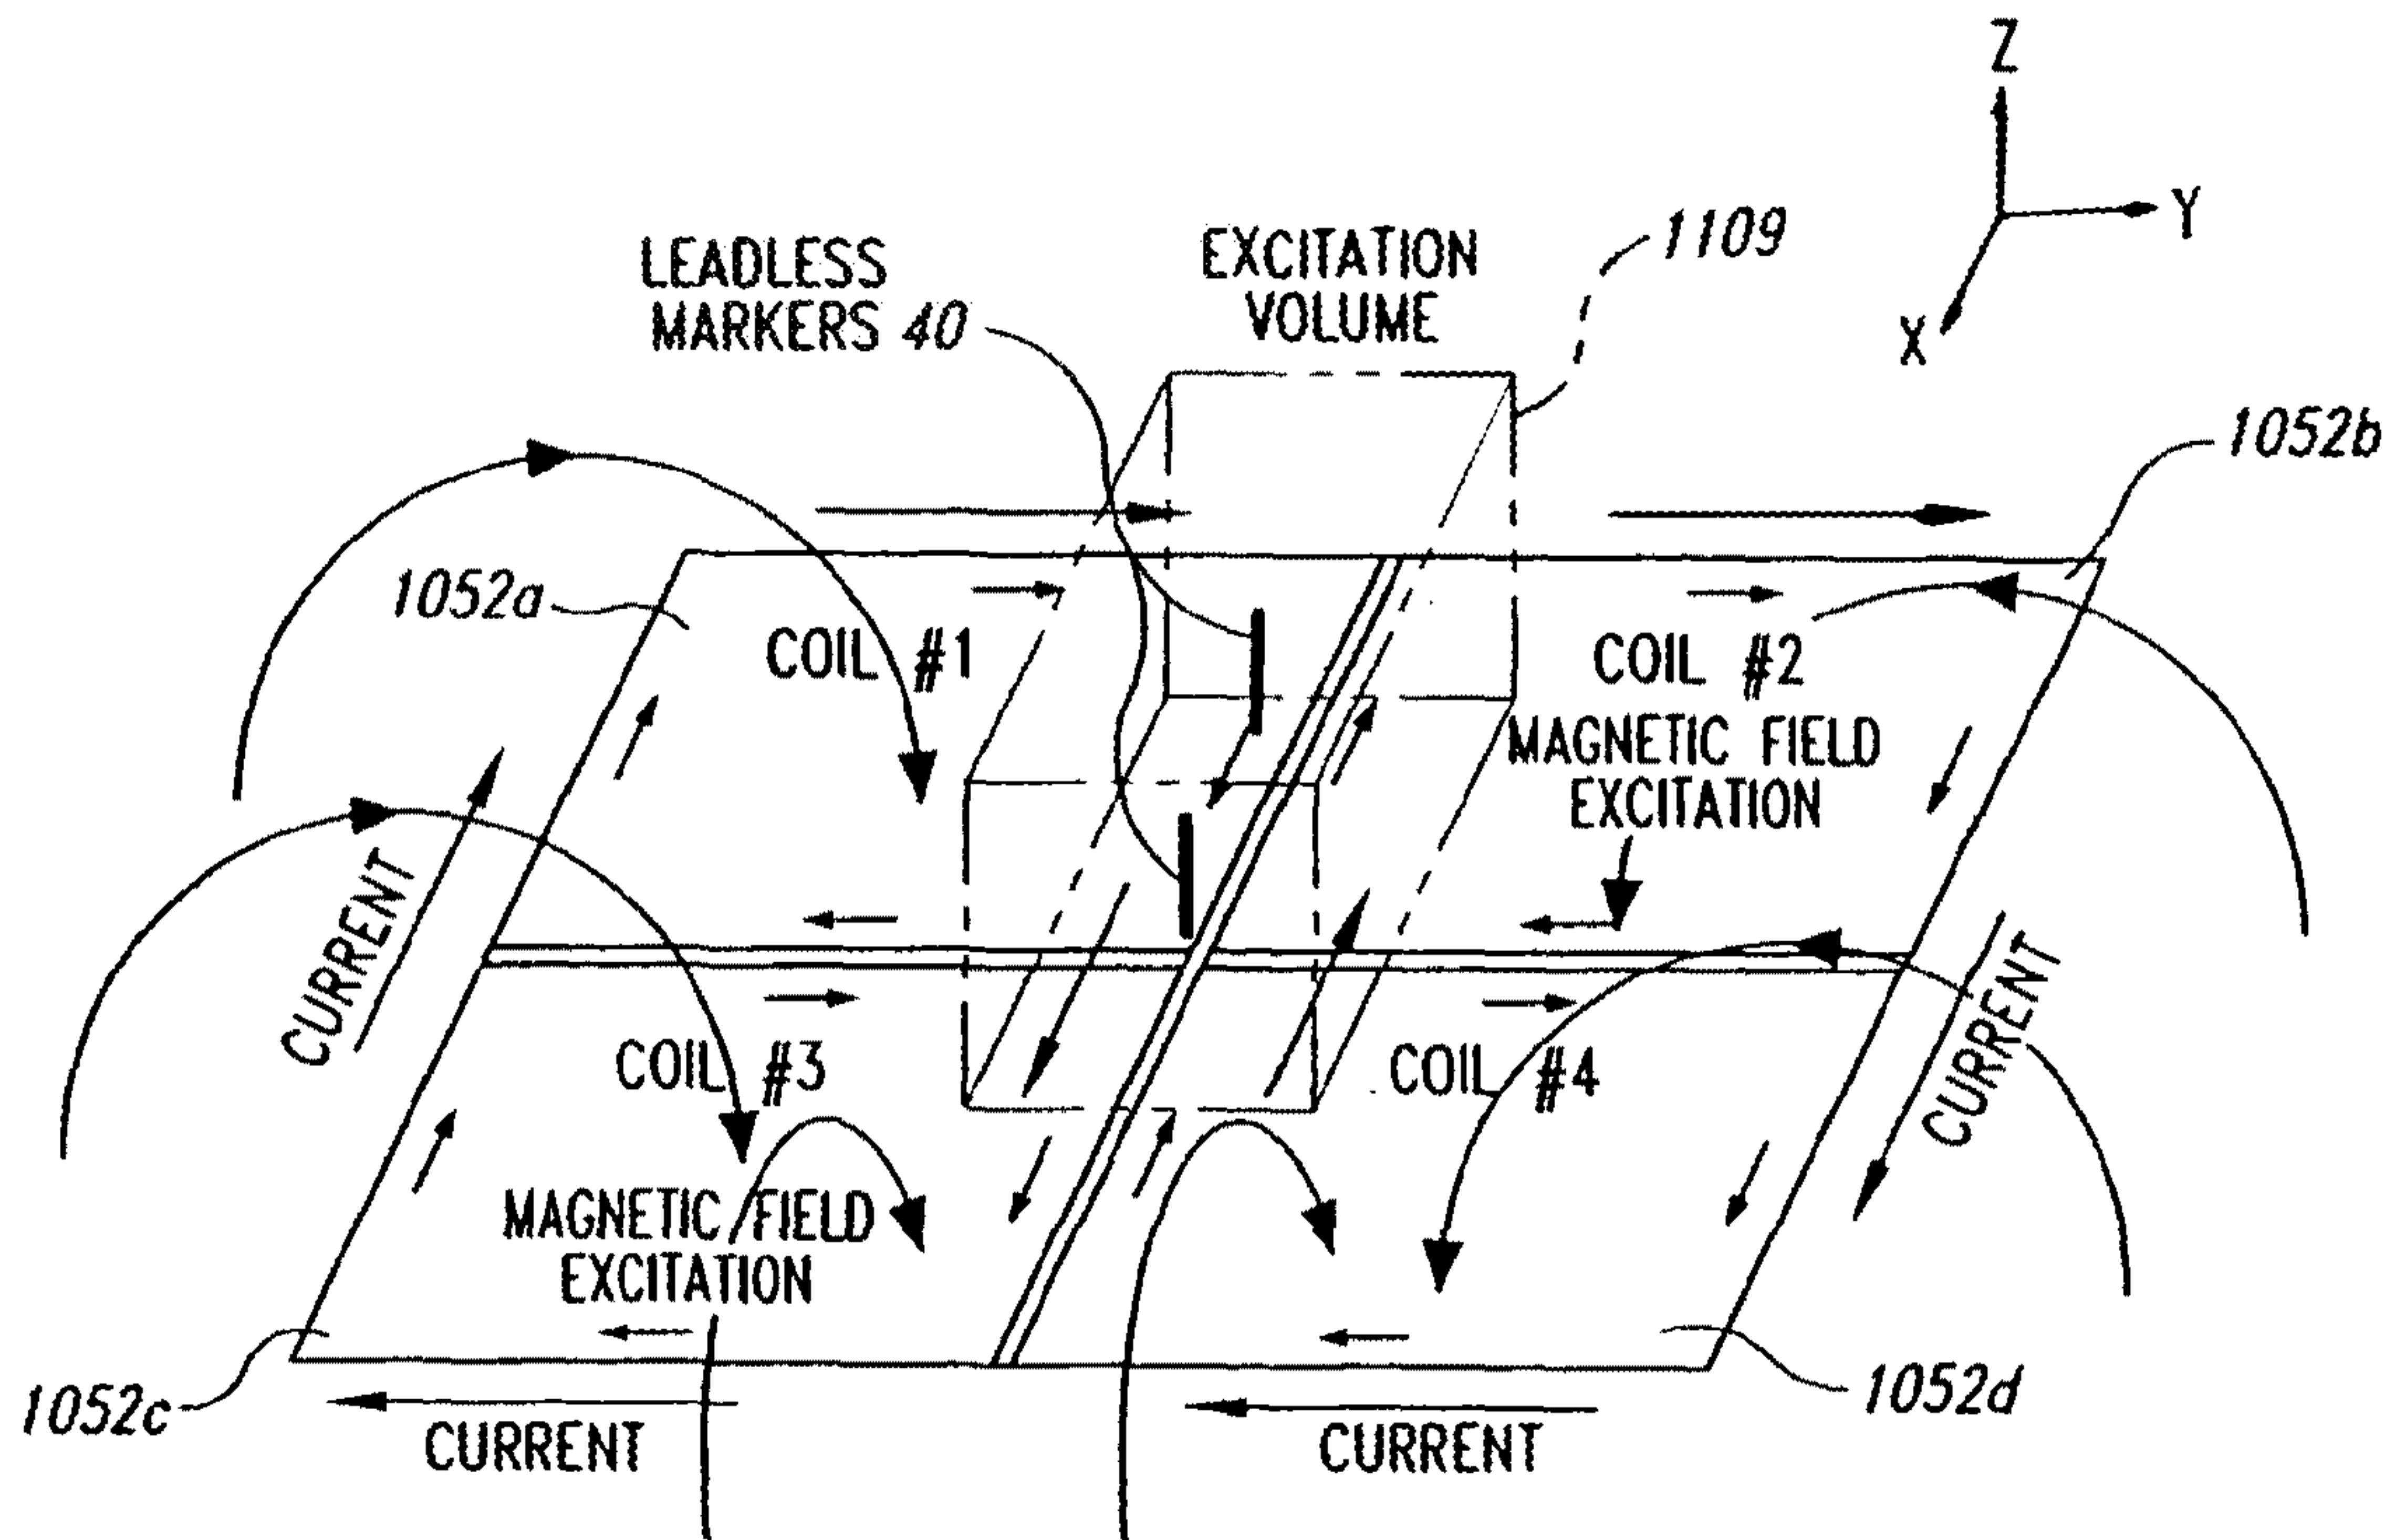 Z
Y
X
LEADLESS
MARKERS 40
EXCITATION
VOLUME
1109
1052b
1052a
COIL #1
COIL #2
MAGNETIC FIELD
EXCITATION
CURRENT
COIL #3
COIL #4
CURRENT
MAGNETIC FIELD
EXCITATION
1052c
CURRENT
CURRENT
1052d